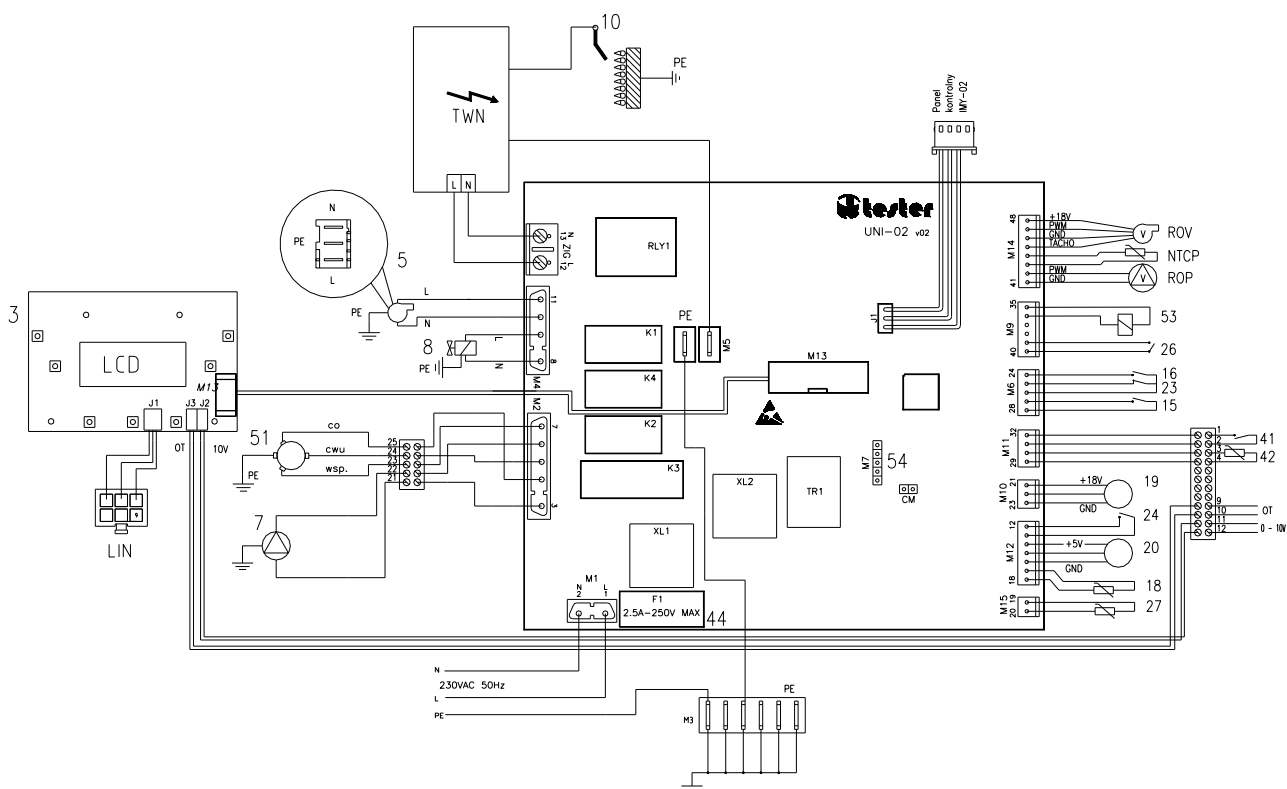 10
PE
TWN
L N
Panel
kontrolny
IMY-02
N
PE
L
5
N
13
ZIG
L
12
RLY1
tester
UNI-02 v02
48
M14
41
+18V
PWM
GND
TACHO
PWM
GND
V
ROV
NTCP
V
ROP
3
LCD
M13
J1
J3 J2
OT
10V
LIN
9
L
PE
N
8
L
N
PE
11
8
M4
K1
K4
K2
K3
PE
M5
M13
J1
35
M9
40
53
26
24
M6
28
16
23
15
M2
7
3
51
co
cwu
wsp.
PE
25
24
23
22
21
7
M7
54
CM
XL2
TR1
XL1
32
M11
29
1
2
3
4
41
42
21
M10
23
+18V
GND
19
12
M12
18
24
+5V
20
GND
18
19
M15
20
27
9
10
11
12
OT
0 - 10V
M1
N
2
L
1
F1
2.5A-250V MAX
44
N
230VAC 50Hz
L
PE
M3
PE